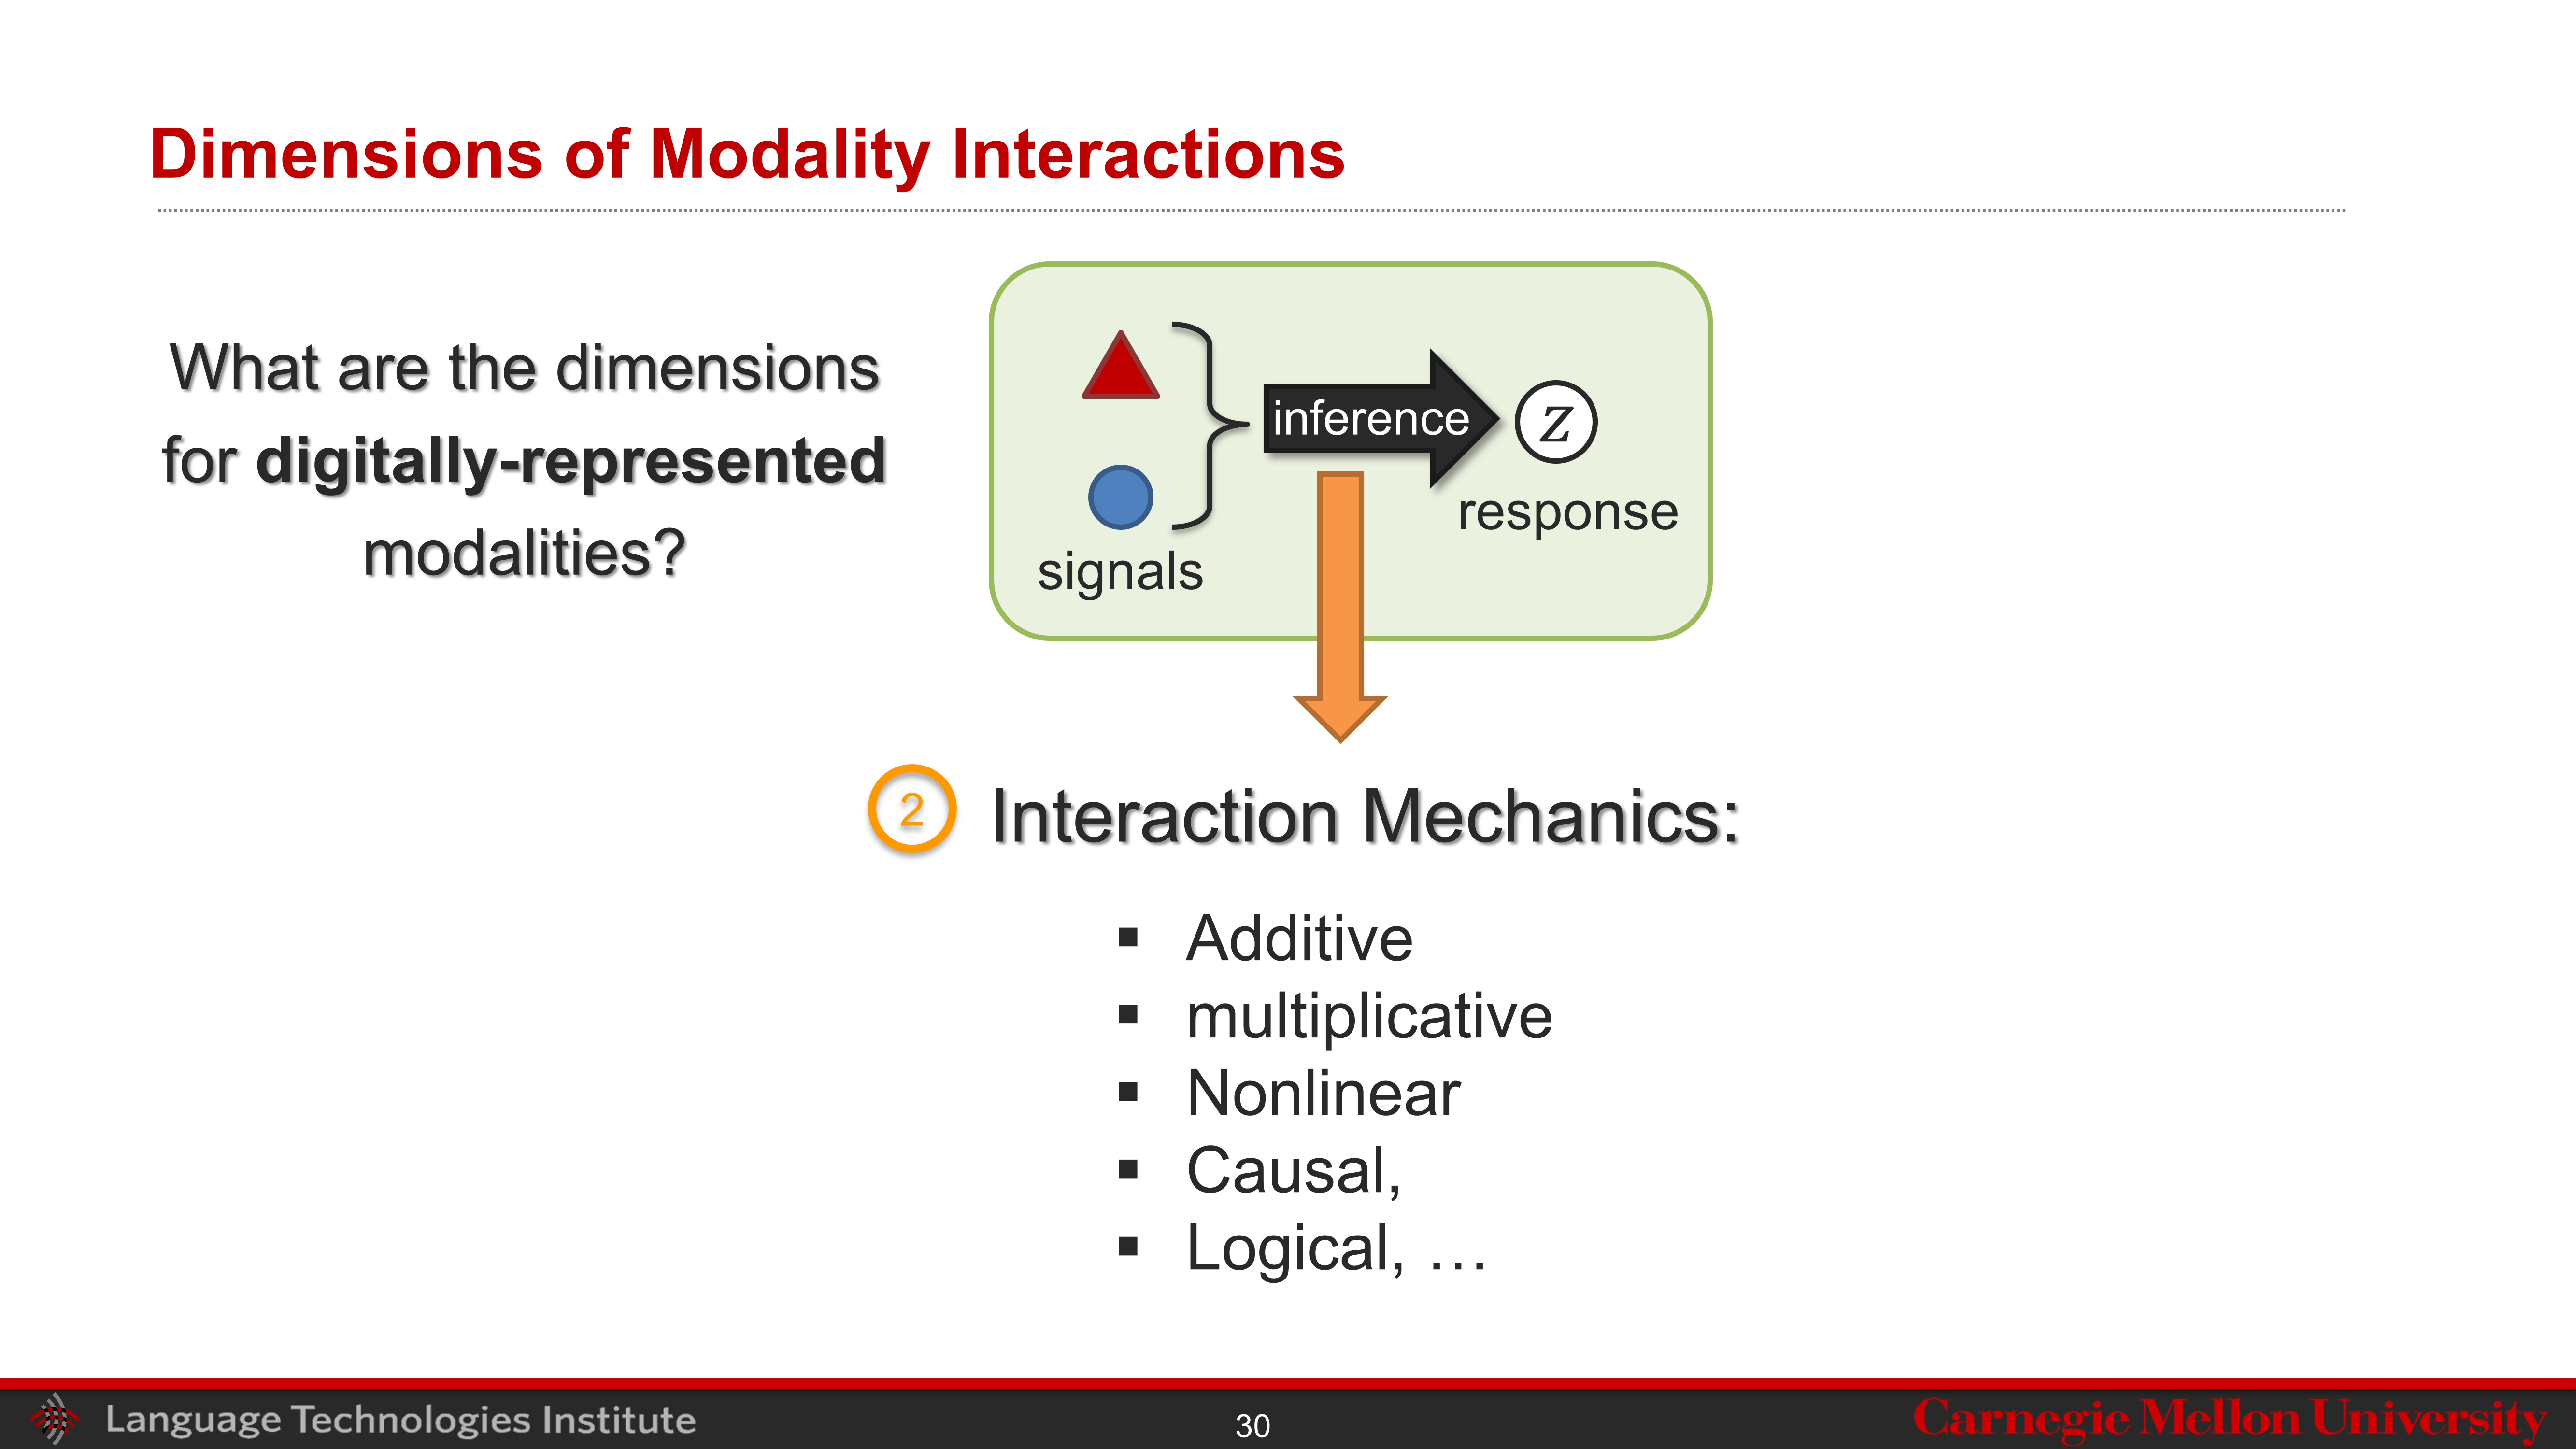 Dimensions of Modality Interactions
What are the dimensions
for digitally-represented
modalities?
inference
z
response
signals
2
Interaction Mechanics:
▪ Additive
▪ multiplicative
▪ Nonlinear
▪ Causal,
▪ Logical, …
Language Technologies Institute
30
Carnegie Mellon University